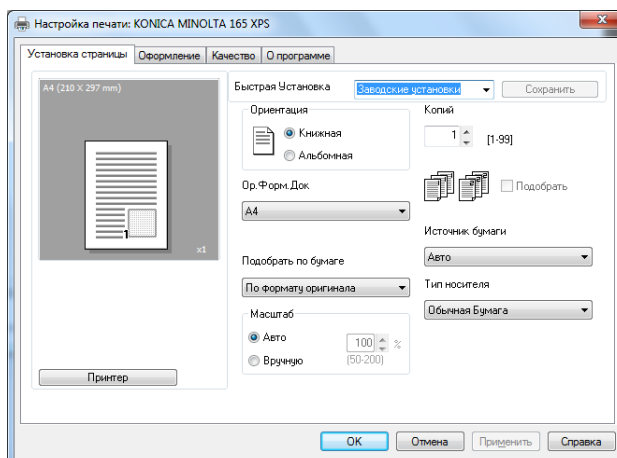 Настройка печати: KONICA MINOLTA 165 XPS
Установка страницы Оформление Качество О программе
A4 (210 X 297 mm)
1
x1
Принтер
Быстрая Установка Заводские установки Сохранить
Ориентация
Книжная
Альбомная
Ор.Форм.Док
A4
Подобрать по бумаге
По формату оригинала
Масштаб
Авто 100 %
Вручную (50-200)
Копий
1 [1-99]
Подобрать
Источник бумаги
Авто
Тип носителя
Обычная Бумага
OK Отмена Применить Справка